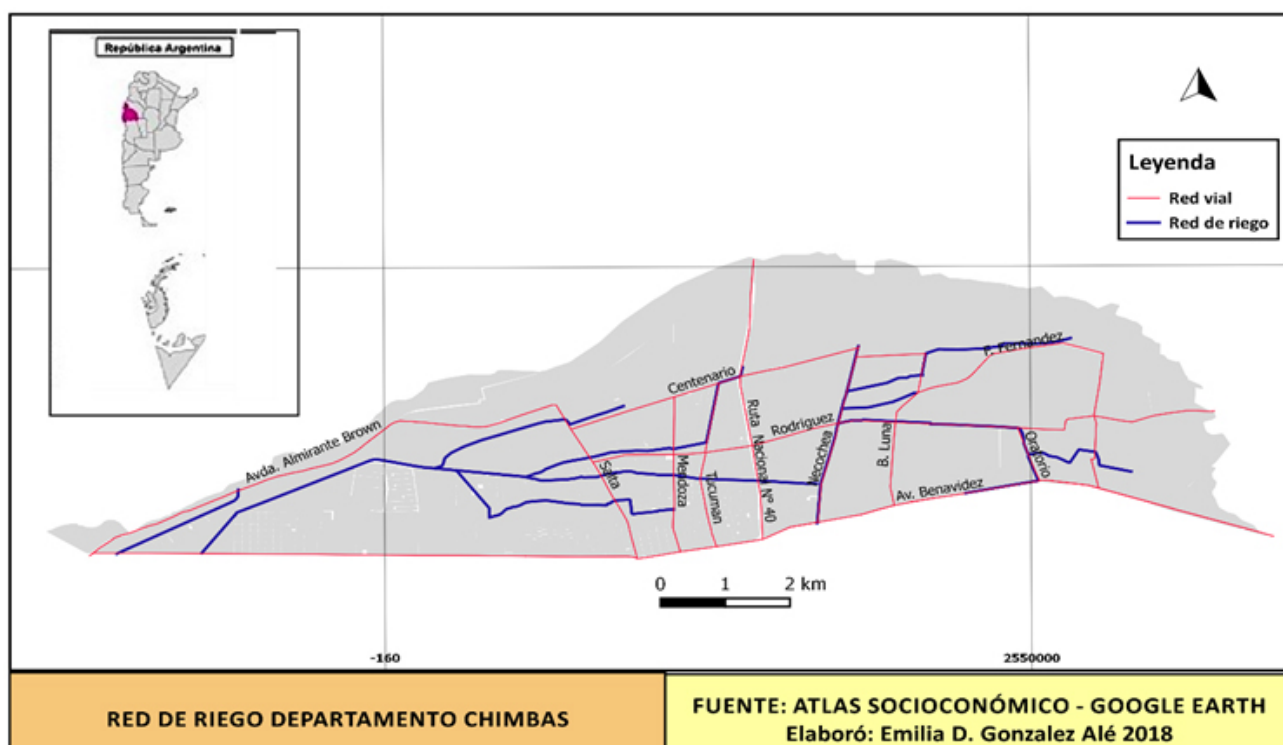 República Argentina
Leyenda
Red vial
Red de riego
P. Fernandez
Centenario
Rodriguez
Avda. Almirante Brown
Ruta Nacional Nº 40
Necochea
B. Luna
Oratorio
Salta
Mendoza
Tucuman
Av. Benavidez
0 1 2 km
-160
2550000
RED DE RIEGO DEPARTAMENTO CHIMBAS
FUENTE: ATLAS SOCIOCONÓMICO - GOOGLE EARTH
Elaboró: Emilia D. Gonzalez Alé 2018